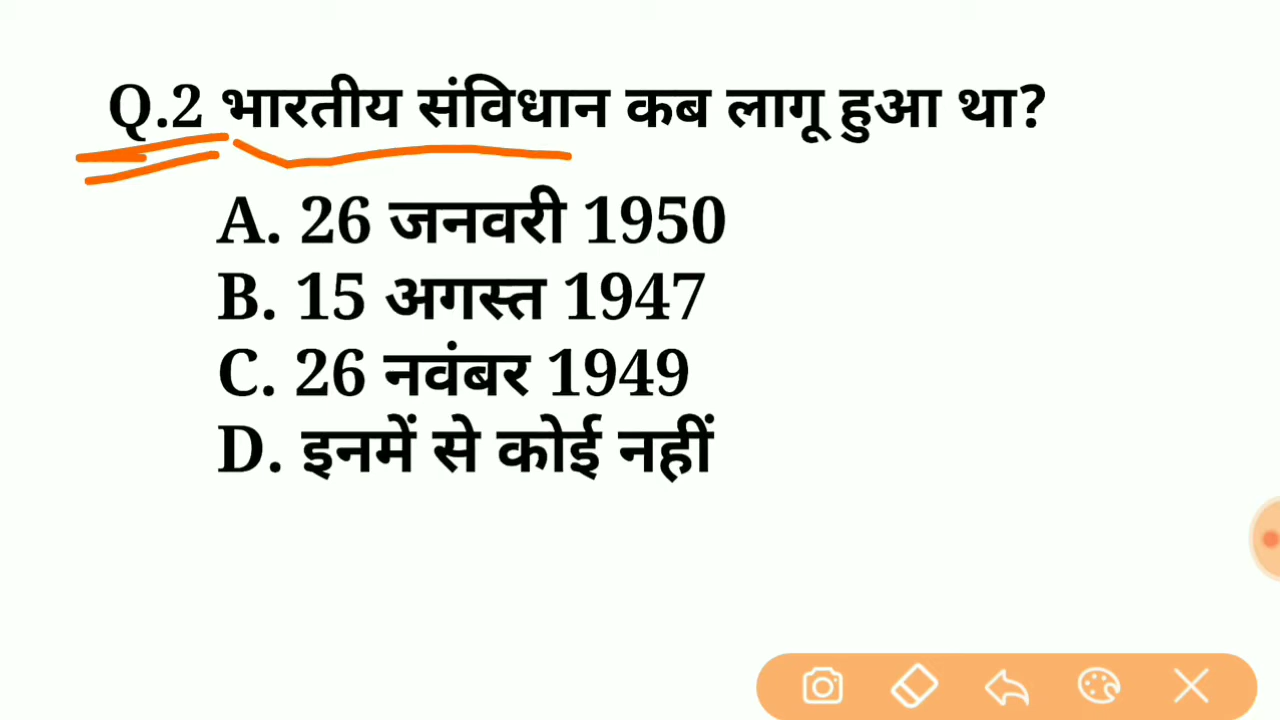 Q.2 भारतीय संविधान कब लागू हुआ था?
A. 26 जनवरी 1950
B. 15 अगस्त 1947
C. 26 नवंबर 1949
D. इनमें से कोई नहीं